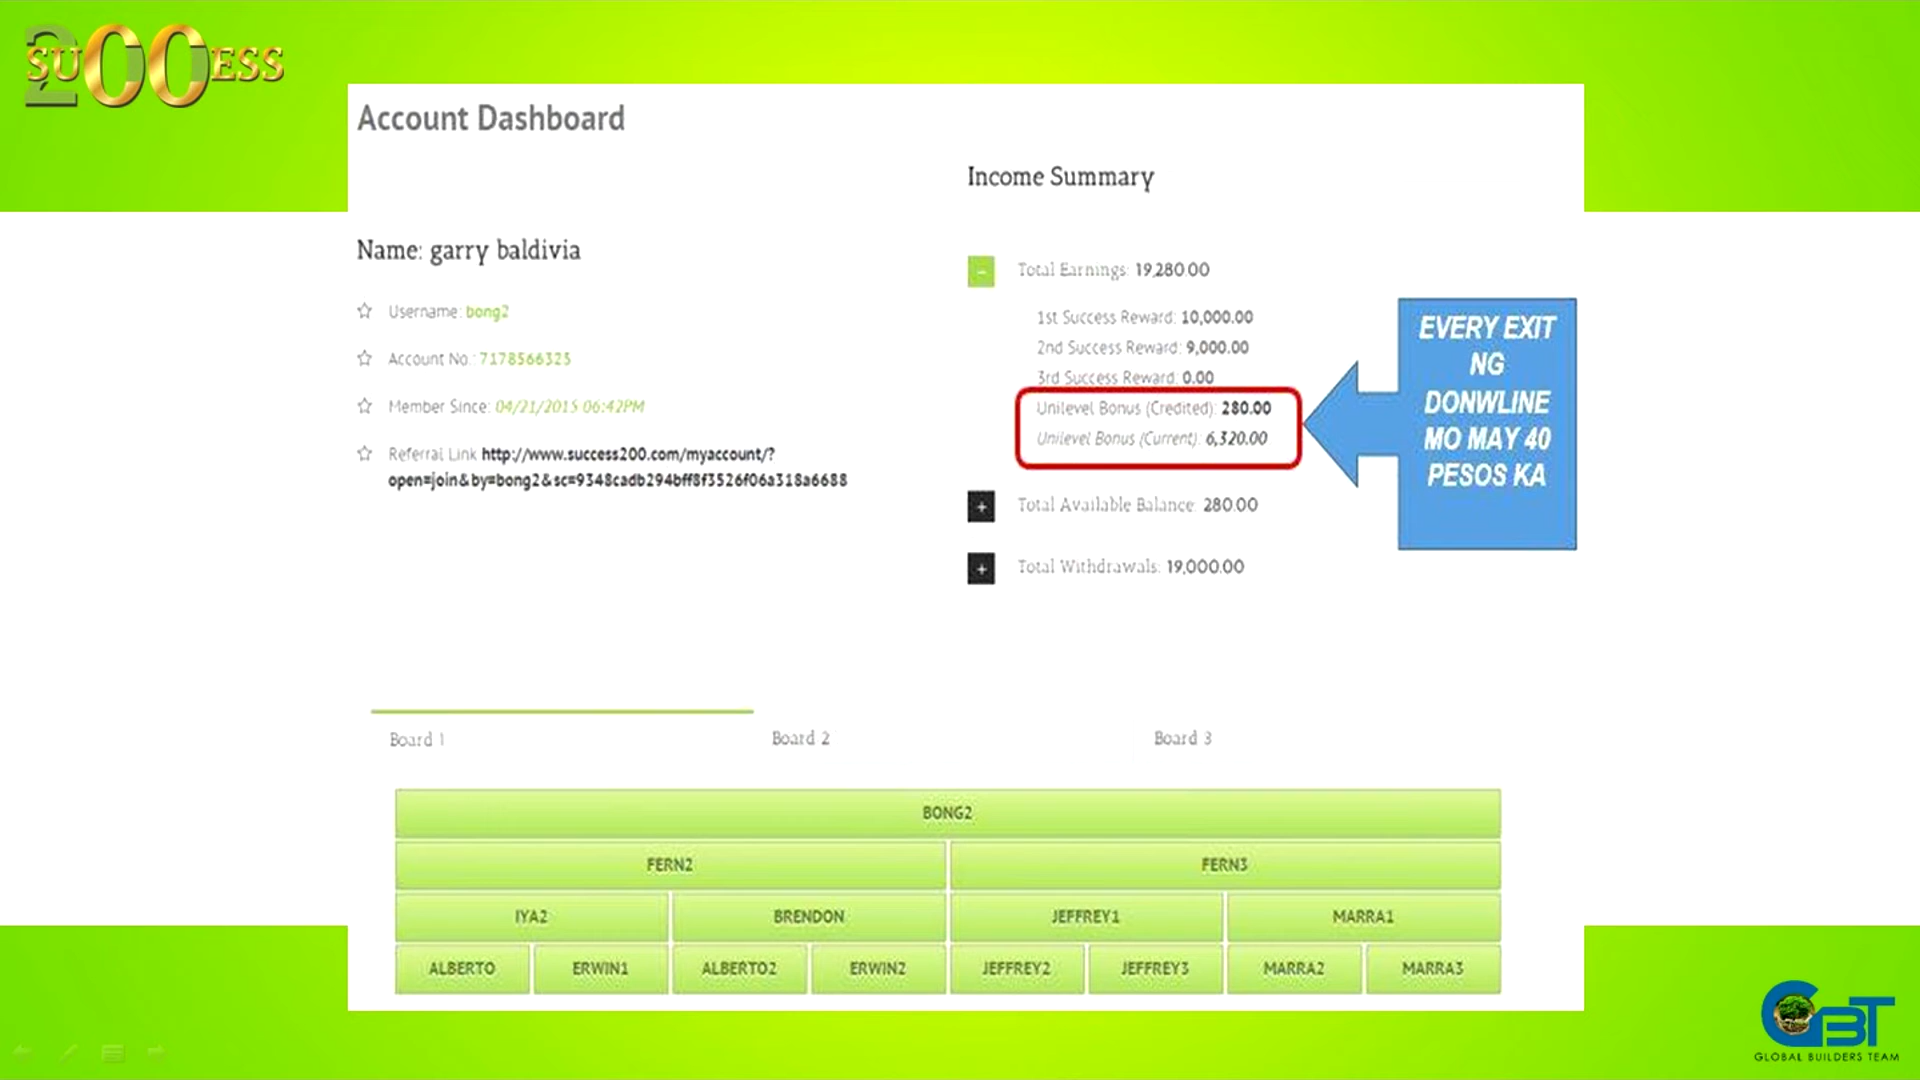 SU200ESS
Account Dashboard
Income Summary
Name: garry baldivia
Total Earnings: 19,280.00
Username: bong2
1st Success Reward: 10,000.00
2nd Success Reward: 9,000.00
Account No.: 7178566325
3rd Success Reward: 0.00
Member Since: 04/21/2015 06:42PM
Unilevel Bonus (Credited): 280.00
Unilevel Bonus (Current): 6,320.00
EVERY EXIT
NG
DONWLINE
MO MAY 40
PESOS KA
Referral Link http://www.success200.com/myaccount/?
open=join&by=bong2&sc=9348cadb294bff8f3526f06a318a6688
Total Available Balance: 280.00
Total Withdrawals: 19,000.00
Board 1
Board 2
Board 3
BONG2
FERN2
FERN3
IYA2
BRENDON
JEFFREY1
MARRA1
ALBERTO
ERWIN1
ALBERTO2
ERWIN2
JEFFREY2
JEFFREY3
MARRA2
MARRA3
GBT
GLOBAL BUILDERS TEAM